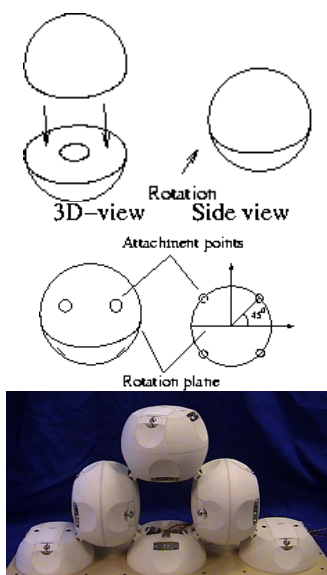 Rotation
3D-view Side view
Attachment points
45°
Rotation plane